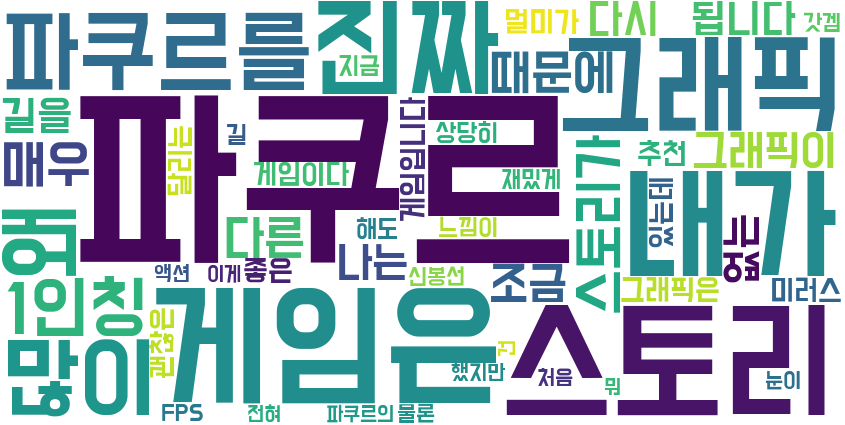 파쿠르를
진짜
지금
멀미가
다시
됩니다
갓겜
때문에
그래픽
길을
매우
파쿠르
달리는
길
게임이다
게임입니다
상당히
재밌게
추천
그래픽이
스토리가
내가
있는데
왜
다른
해도
느낌이
나는
액션
이게
좋은
신봉선
조금
그래픽은
미러스
1인칭
괜찮은
게임은
스토리
많이
했지만
건
처음
뭐
눈이
FPS
전혀
파쿠르의
물론